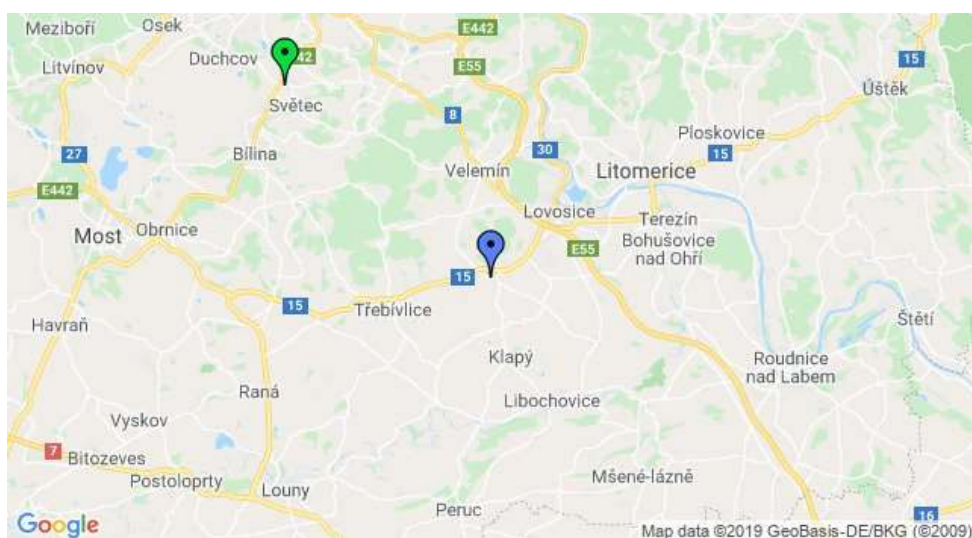 Meziboří
Osek
E442
Duchcov
42
Litvínov
E55
15
Úštěk
Světec
8
Ploskovice
27
Bílina
30
15
Velemín
E442
Litomerice
Lovosice
Terezín
Most
Obrnice
E55
Bohušovice
nad Ohří
15
15
Třebívlice
Havraň
Štětí
Klapý
Roudnice
nad Labem
Raná
Libochovice
Vyskov
7
Bitozeves
Mšené-lázně
Postoloprty
Louny
Peruc
16
Google
Map data ©2019 GeoBasis-DE/BKG (©2009)